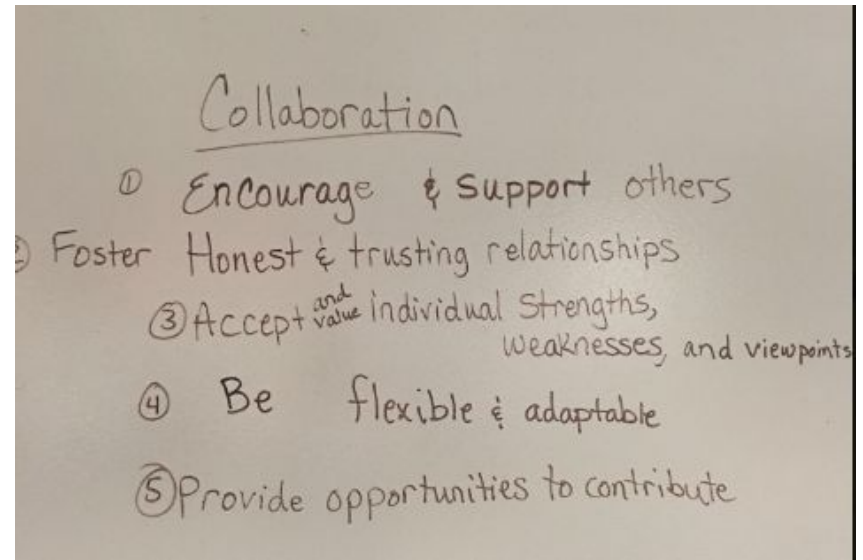 Collaboration
① Encourage & Support others
② Foster Honest & trusting relationships
③ Accept and value individual Strengths,
Weaknesses, and viewpoints
④ Be flexible & adaptable
⑤ Provide opportunities to contribute